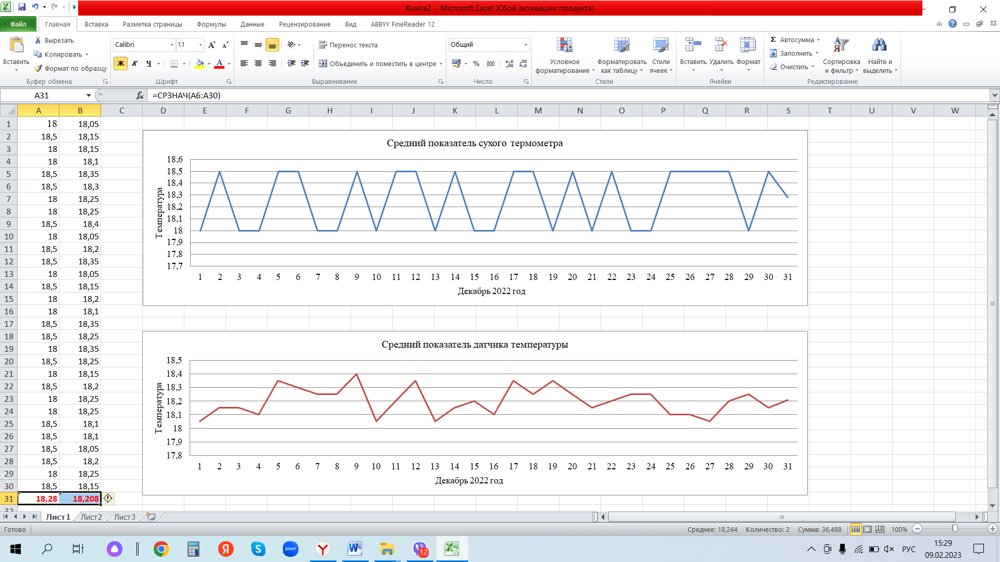 Книга2 - Microsoft Excel (Сбой активации продукта)
Файл Главная Вставка Разметка страницы Формулы Данные Рецензирование Вид ABBYY FineReader 12
Вставить
Вырезать
Копировать
Формат по образцу
Буфер обмена
Calibri 11
Ж К Ч А
Шрифт
Перенос текста
Объединить и поместить в центре
Выравнивание
Общий
% 000
Число
Условное форматирование
Форматировать как таблицу
Стили ячеек
Стили
Вставить Удалить Формат
Ячейки
Автосумма
Заполнить
Очистить
Сортировка и фильтр
Найти и выделить
Редактирование
A31 fx =СРЗНАЧ(A6:A30)
A B C D E F G H I J K L M N O P Q R S T U V W
1 18 18,05
2 18,5 18,15
3 18 18,15
4 18 18,1
5 18,5 18,35
6 18,5 18,3
7 18 18,25
8 18 18,25
9 18,5 18,4
10 18 18,05
11 18,5 18,2
12 18,5 18,35
13 18 18,05
14 18,5 18,15
15 18 18,2
16 18 18,1
17 18,5 18,35
18 18,5 18,25
19 18 18,35
20 18,5 18,25
21 18 18,15
22 18,5 18,2
23 18 18,25
24 18 18,25
25 18,5 18,1
26 18,5 18,1
27 18,5 18,05
28 18,5 18,2
29 18 18,25
30 18,5 18,15
31 18,28 18,208
32
Средний показатель сухого термометра
Температура
18,6
18,5
18,4
18,3
18,2
18,1
18
17,9
17,8
17,7
1 2 3 4 5 6 7 8 9 10 11 12 13 14 15 16 17 18 19 20 21 22 23 24 25 26 27 28 29 30 31
Декабрь 2022 год
Средний показатель датчика температуры
Температура
18,5
18,4
18,3
18,2
18,1
18
17,9
17,8
1 2 3 4 5 6 7 8 9 10 11 12 13 14 15 16 17 18 19 20 21 22 23 24 25 26 27 28 29 30 31
Декабрь 2022 год
Лист1 Лист2 Лист3
Готово Среднее: 18,244 Количество: 2 Сумма: 36,488 100%
Я S zoom Y W 12 X РУС 15:29
09.02.2023